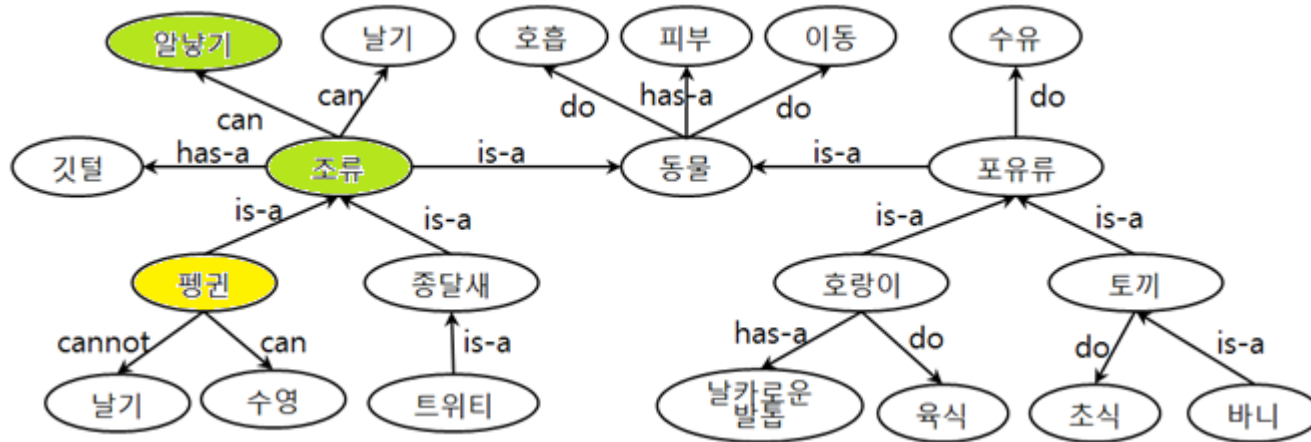 알낳기
날기
호흡
피부
이동
수유
can
can
do
has-a
do
do
깃털
has-a
조류
is-a
동물
is-a
포유류
is-a
is-a
is-a
is-a
펭귄
종달새
호랑이
토끼
cannot
can
is-a
has-a
do
do
is-a
날기
수영
트위티
날카로운
발톱
육식
초식
바니